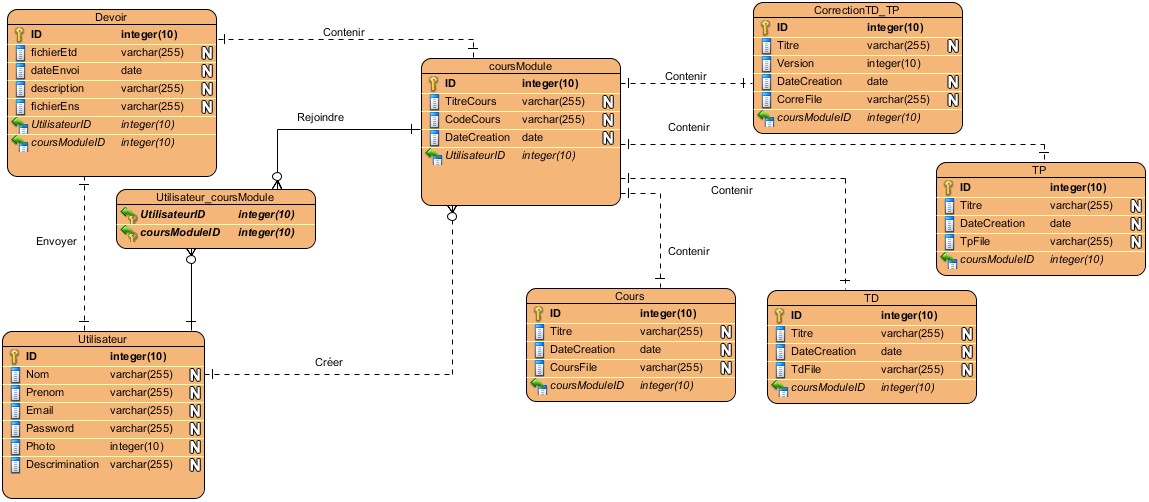 Devoir
ID integer(10)
fichierEtd varchar(255) N
dateEnvoi date N
description varchar(255) N
fichierEns varchar(255) N
UtilisateurID integer(10)
coursModuleID integer(10)
Contenir
coursModule
ID integer(10)
TitreCours varchar(255) N
CodeCours varchar(255) N
DateCreation date N
UtilisateurID integer(10)
Contenir
CorrectionTD_TP
ID integer(10)
Titre varchar(255) N
Version integer(10)
DateCreation date N
CorreFile varchar(255) N
coursModuleID integer(10)
Rejoindre
Contenir
TP
ID integer(10)
Titre varchar(255) N
DateCreation date N
TpFile varchar(255) N
coursModuleID integer(10)
Utilisateur_coursModule
UtilisateurID integer(10)
coursModuleID integer(10)
Contenir
Envoyer
Contenir
Cours
ID integer(10)
Titre varchar(255) N
DateCreation date N
CoursFile varchar(255) N
coursModuleID integer(10)
TD
ID integer(10)
Titre varchar(255) N
DateCreation date N
TdFile varchar(255) N
coursModuleID integer(10)
Utilisateur
ID integer(10)
Nom varchar(255) N
Prenom varchar(255) N
Email varchar(255) N
Password varchar(255) N
Photo integer(10) N
Descrimination varchar(255) N
Créer